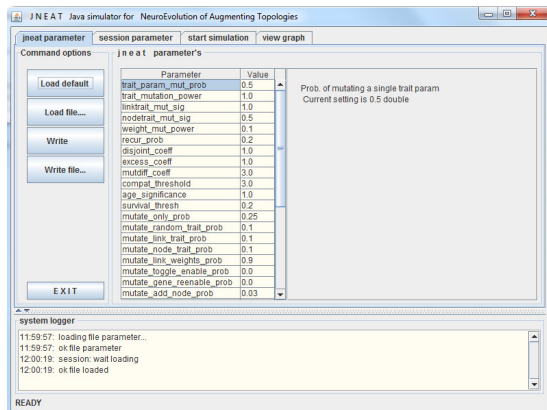 J N E A T Java simulator for NeuroEvolution of Augmenting Topologies
jneat parameter session parameter start simulation view graph
Command options
j n e a t parameter's
Load default
Load file....
Write
Write file...
E X I T
Parameter Value
trait_param_mut_prob 0.5
trait_mutation_power 1.0
linktrait_mut_sig 1.0
nodetrait_mut_sig 0.5
weight_mut_power 0.1
recur_prob 0.2
disjoint_coeff 1.0
excess_coeff 1.0
mutdiff_coeff 3.0
compat_threshold 3.0
age_significance 1.0
survival_thresh 0.2
mutate_only_prob 0.25
mutate_random_trait_prob 0.1
mutate_link_trait_prob 0.1
mutate_node_trait_prob 0.1
mutate_link_weights_prob 0.9
mutate_toggle_enable_prob 0.0
mutate_gene_reenable_prob 0.0
mutate_add_node_prob 0.03
Prob. of mutating a single trait param
Current setting is 0.5 double
system logger
11:59:57: loading file parameter...
11:59:57: ok file parameter
12:00:19: session: wait loading
12:00:19: ok file loaded
READY